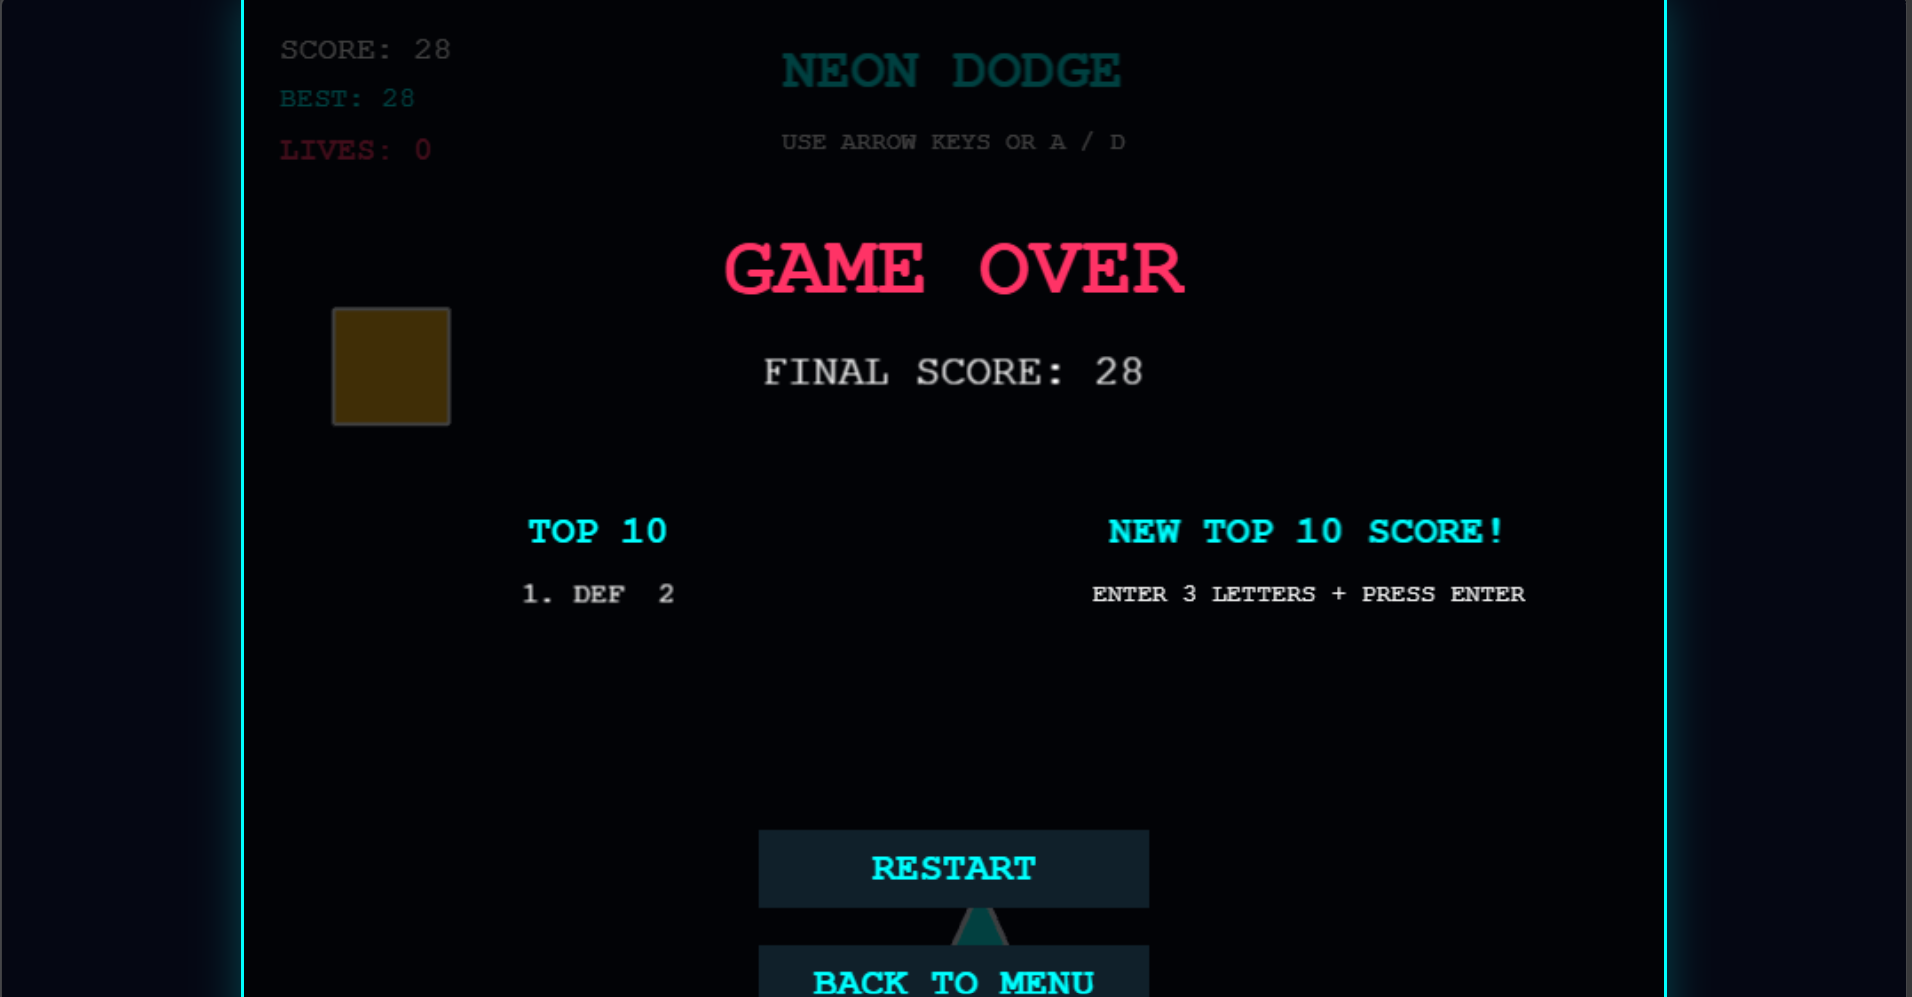 SCORE: 28
BEST: 28
LIVES: 0
NEON DODGE
USE ARROW KEYS OR A / D
GAME OVER
FINAL SCORE: 28
TOP 10
1. DEF 2
NEW TOP 10 SCORE!
ENTER 3 LETTERS + PRESS ENTER
RESTART
BACK TO MENU